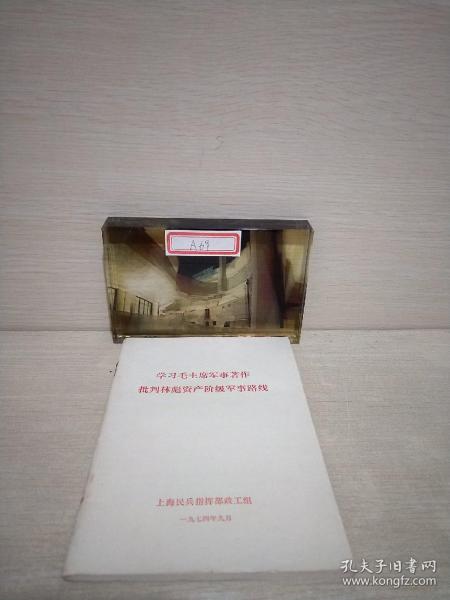 A69
学习毛主席军事著作
批判林彪资产阶级军事路线
上海民兵指挥部政工组
一九七四年九月
孔夫子旧书网
www.kongfz.com